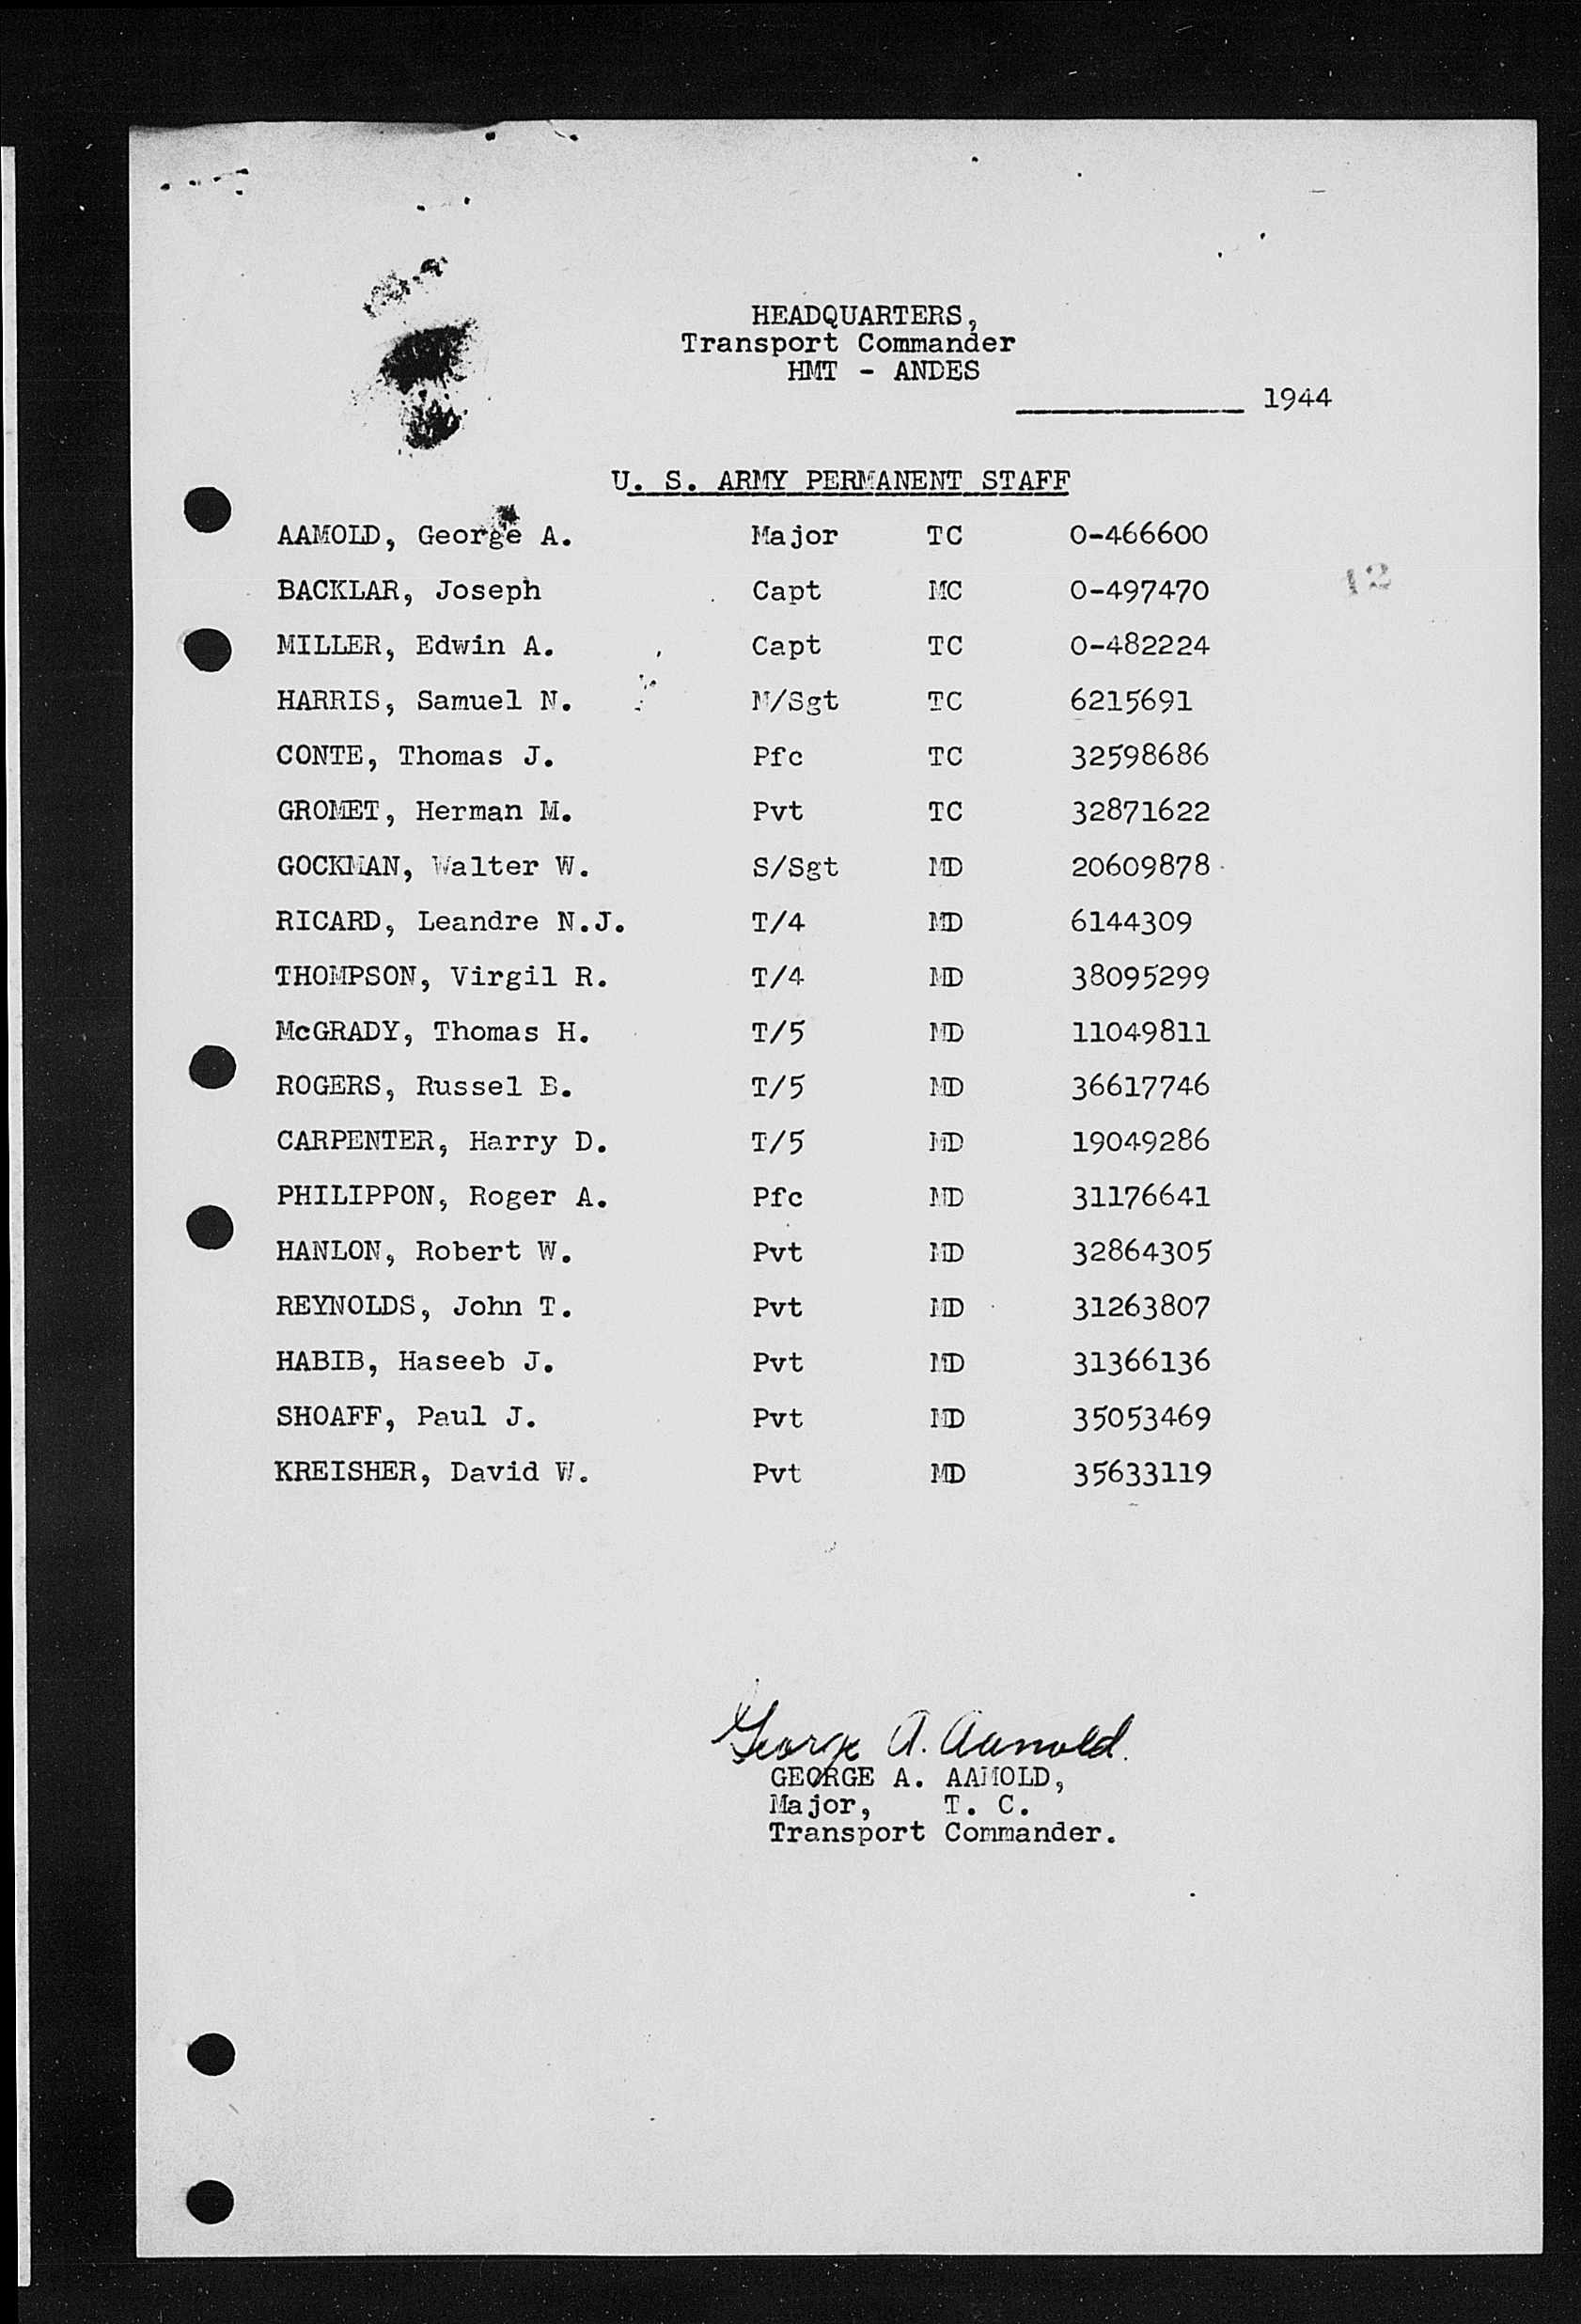 HEADQUARTERS,
Transport Commander
HMT - ANDES
____________ 1944
U. S. ARMY PERMANENT STAFF
AAMOLD, George A. Major TC O-466600
12
BACKLAR, Joseph Capt MC O-497470
MILLER, Edwin A. Capt TC O-482224
HARRIS, Samuel N. M/Sgt TC 6215691
CONTE, Thomas J. Pfc TC 32598686
GROMET, Herman M. Pvt TC 32871622
GOCKMAN, Walter W. S/Sgt MD 20609878
RICARD, Leandre N.J. T/4 MD 6144309
THOMPSON, Virgil R. T/4 MD 38095299
McGRADY, Thomas H. T/5 MD 11049811
ROGERS, Russel B. T/5 MD 36617746
CARPENTER, Harry D. T/5 MD 19049286
PHILIPPON, Roger A. Pfc MD 31176641
HANLON, Robert W. Pvt MD 32864305
REYNOLDS, John T. Pvt MD 31263807
HABIB, Haseeb J. Pvt MD 31366136
SHOAFF, Paul J. Pvt MD 35053469
KREISHER, David W. Pvt MD 35633119
George A. Aamold.
GEORGE A. AAMOLD,
Major, T. C.
Transport Commander.